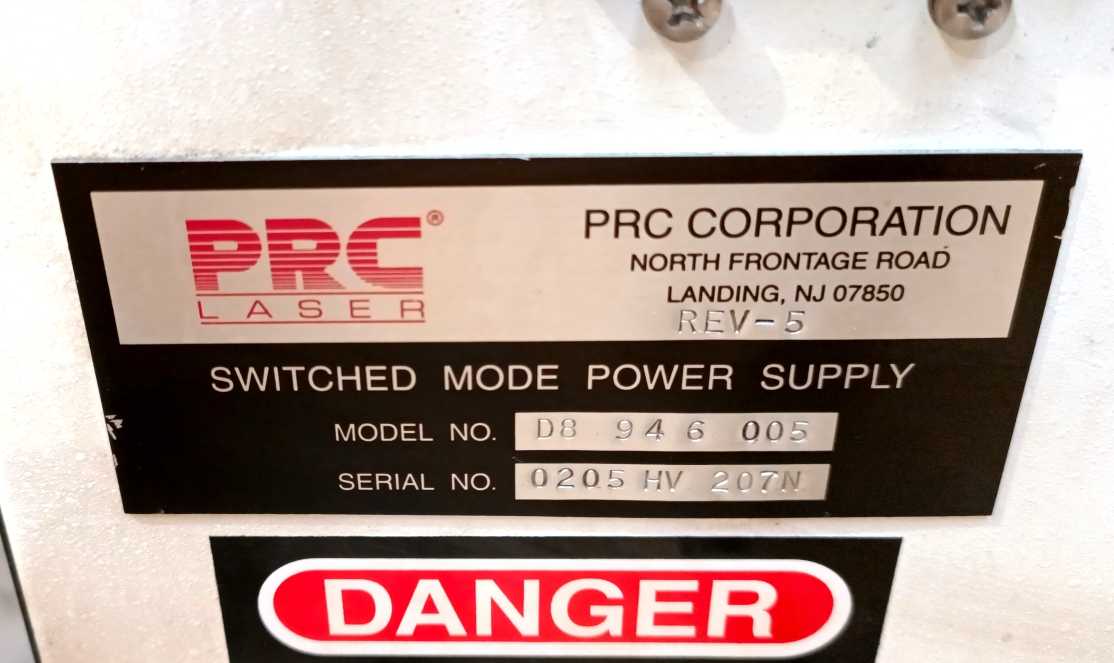 PRC®
LASER
PRC CORPORATION
NORTH FRONTAGE ROAD
LANDING, NJ 07850
REV-5
SWITCHED MODE POWER SUPPLY
MODEL NO. D8 946 005
SERIAL NO. 0205 HV 207N
DANGER